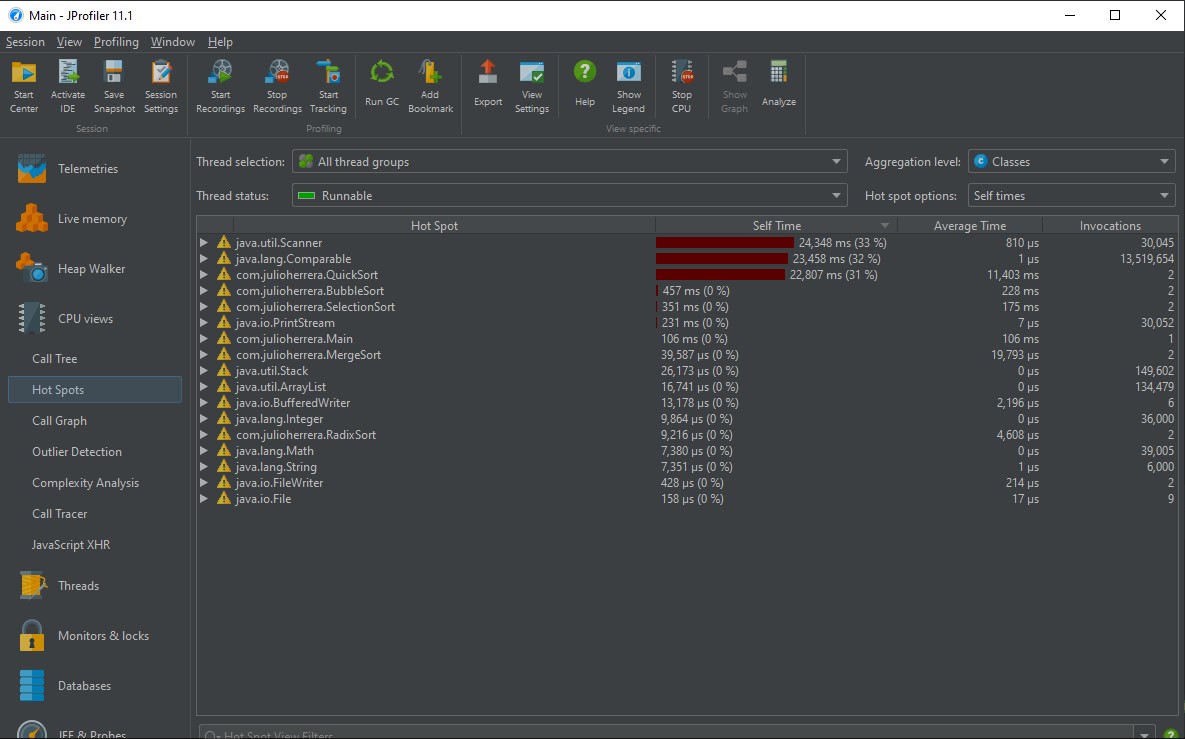 Main - JProfiler 11.1
Session View Profiling Window Help
Start Center
Activate IDE
Save Snapshot
Session Settings
Start Recordings
Stop Recordings
Start Tracking
Run GC
Add Bookmark
Export
View Settings
Help
Show Legend
Stop CPU
Show Graph
Analyze
Session
Profiling
View specific
Telemetries
Live memory
Heap Walker
CPU views
Call Tree
Hot Spots
Call Graph
Outlier Detection
Complexity Analysis
Call Tracer
JavaScript XHR
Threads
Monitors & locks
Databases
JEE & Probes
Thread selection: All thread groups Aggregation level: Classes
Thread status: Runnable Hot spot options: Self times
Hot Spot Self Time Average Time Invocations
java.util.Scanner 24,348 ms (33 %) 810 µs 30,045
java.lang.Comparable 23,458 ms (32 %) 1 µs 13,519,654
com.julioherrera.QuickSort 22,807 ms (31 %) 11,403 ms 2
com.julioherrera.BubbleSort 457 ms (0 %) 228 ms 2
com.julioherrera.SelectionSort 351 ms (0 %) 175 ms 2
java.io.PrintStream 231 ms (0 %) 7 µs 30,052
com.julioherrera.Main 106 ms (0 %) 106 ms 1
com.julioherrera.MergeSort 39,587 µs (0 %) 19,793 µs 2
java.util.Stack 26,173 µs (0 %) 0 µs 149,602
java.util.ArrayList 16,741 µs (0 %) 0 µs 134,479
java.io.BufferedWriter 13,178 µs (0 %) 2,196 µs 6
java.lang.Integer 9,864 µs (0 %) 0 µs 36,000
com.julioherrera.RadixSort 9,216 µs (0 %) 4,608 µs 2
java.lang.Math 7,380 µs (0 %) 0 µs 39,005
java.lang.String 7,351 µs (0 %) 1 µs 6,000
java.io.FileWriter 428 µs (0 %) 214 µs 2
java.io.File 158 µs (0 %) 17 µs 9
Hot Spot View Filters